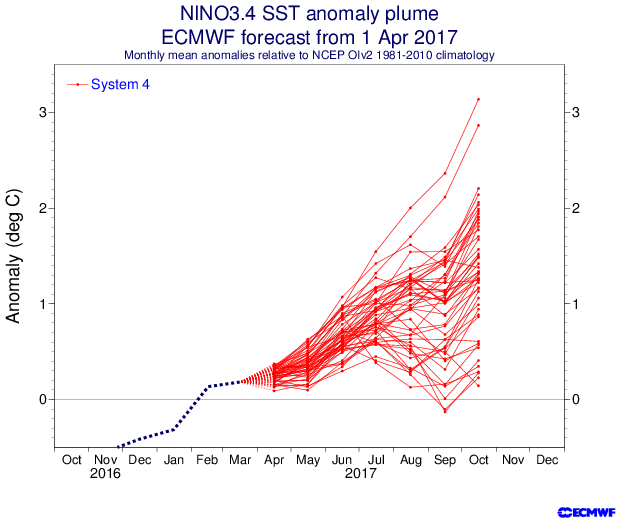 NINO3.4 SST anomaly plume
ECMWF forecast from 1 Apr 2017
Monthly mean anomalies relative to NCEP OIv2 1981-2010 climatology
System 4
Anomaly (deg C)
3 3
2 2
1 1
0 0
Oct Nov Dec Jan Feb Mar Apr May Jun Jul Aug Sep Oct Nov Dec
2016 2017
ECMWF